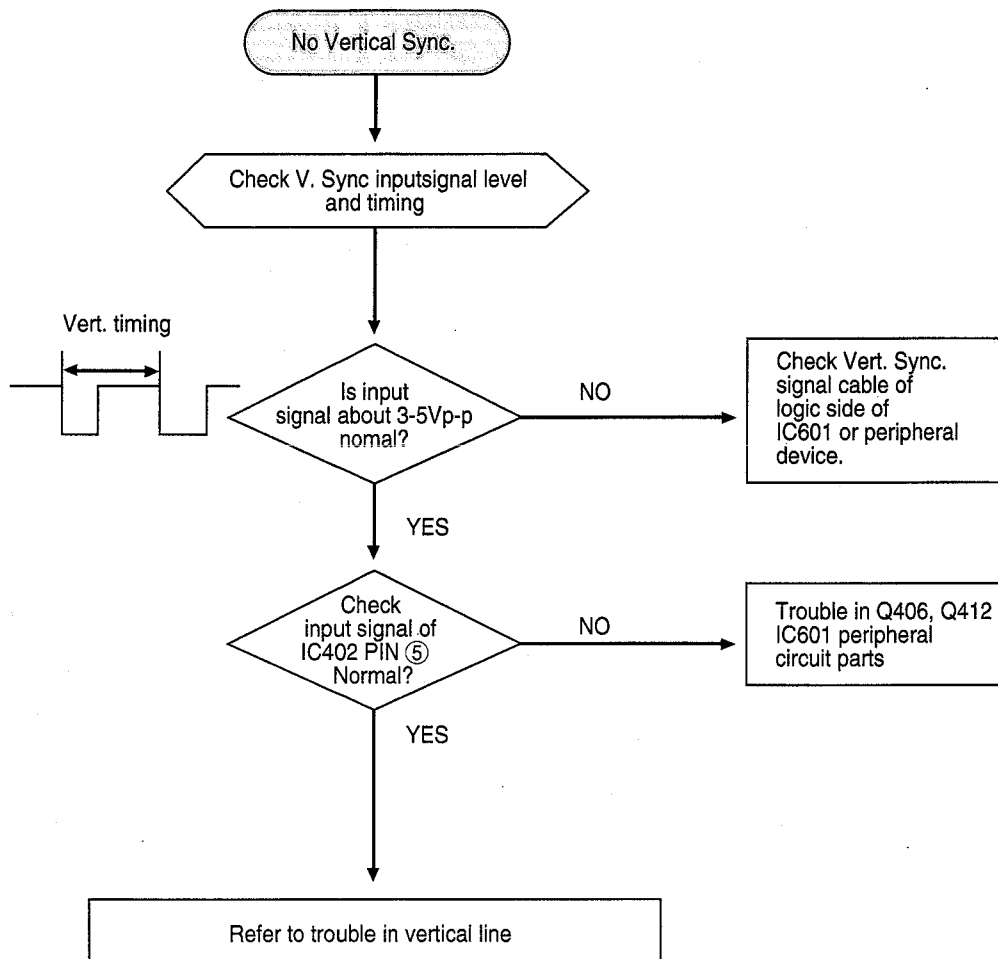 No Vertical Sync.
Check V. Sync inputsignal level
and timing
Vert. timing
Is input
signal about 3-5Vp-p
nomal?
NO
Check Vert. Sync.
signal cable of
logic side of
IC601 or peripheral
device.
YES
Check
input signal of
IC402 PIN ⑤
Normal?
NO
Trouble in Q406, Q412
IC601 peripheral
circuit parts
YES
Refer to trouble in vertical line